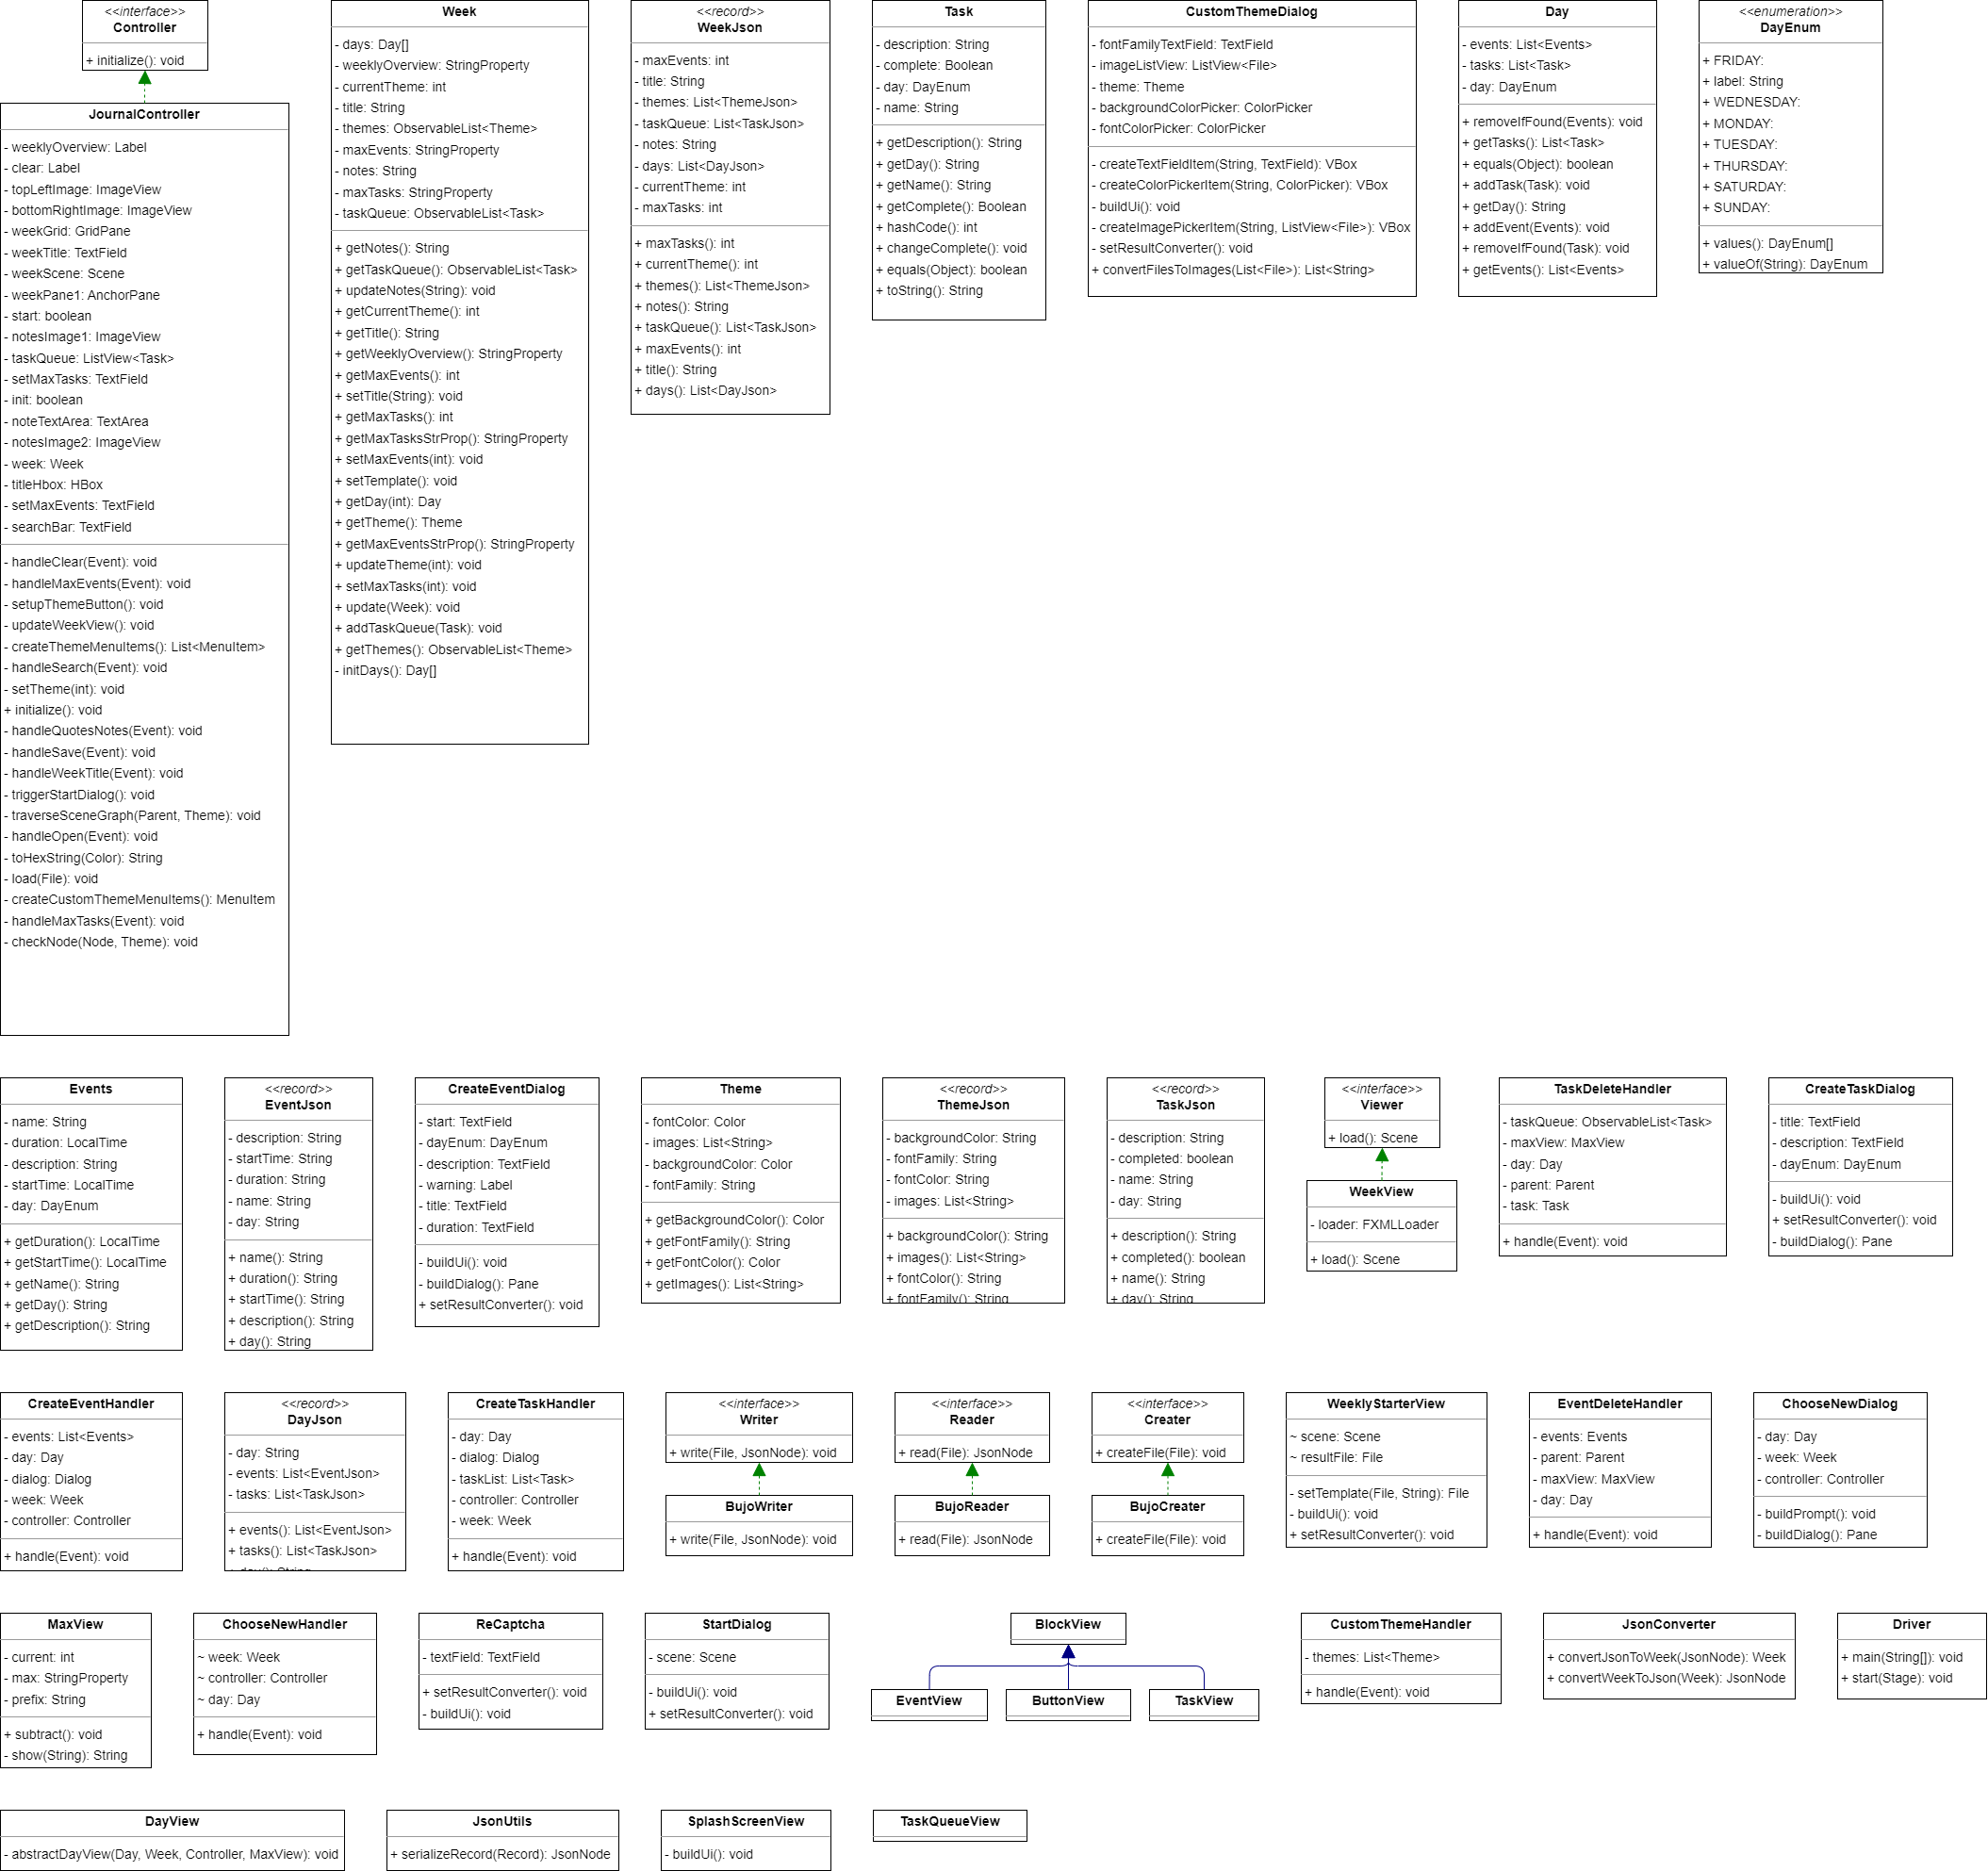 <<interface>>
Controller
+ initialize(): void
JournalController
- weeklyOverview: Label
- clear: Label
- topLeftImage: ImageView
- bottomRightImage: ImageView
- weekGrid: GridPane
- weekTitle: TextField
- weekScene: Scene
- weekPane1: AnchorPane
- start: boolean
- notesImage1: ImageView
- taskQueue: ListView<Task>
- setMaxTasks: TextField
- init: boolean
- noteTextArea: TextArea
- notesImage2: ImageView
- week: Week
- titleHbox: HBox
- setMaxEvents: TextField
- searchBar: TextField
- handleClear(Event): void
- handleMaxEvents(Event): void
- setupThemeButton(): void
- updateWeekView(): void
- createThemeMenuItems(): List<MenuItem>
- handleSearch(Event): void
- setTheme(int): void
+ initialize(): void
- handleQuotesNotes(Event): void
- handleSave(Event): void
- handleWeekTitle(Event): void
- triggerStartDialog(): void
- traverseSceneGraph(Parent, Theme): void
- handleOpen(Event): void
- toHexString(Color): String
- load(File): void
- createCustomThemeMenuItems(): MenuItem
- handleMaxTasks(Event): void
- checkNode(Node, Theme): void
Week
- days: Day[]
- weeklyOverview: StringProperty
- currentTheme: int
- title: String
- themes: ObservableList<Theme>
- maxEvents: StringProperty
- notes: String
- maxTasks: StringProperty
- taskQueue: ObservableList<Task>
+ getNotes(): String
+ getTaskQueue(): ObservableList<Task>
+ updateNotes(String): void
+ getCurrentTheme(): int
+ getTitle(): String
+ getWeeklyOverview(): StringProperty
+ getMaxEvents(): int
+ setTitle(String): void
+ getMaxTasks(): int
+ getMaxTasksStrProp(): StringProperty
+ setMaxEvents(int): void
+ setTemplate(): void
+ getDay(int): Day
+ getTheme(): Theme
+ getMaxEventsStrProp(): StringProperty
+ updateTheme(int): void
+ setMaxTasks(int): void
+ update(Week): void
+ addTaskQueue(Task): void
+ getThemes(): ObservableList<Theme>
- initDays(): Day[]
<<record>>
WeekJson
- maxEvents: int
- title: String
- themes: List<ThemeJson>
- taskQueue: List<TaskJson>
- notes: String
- days: List<DayJson>
- currentTheme: int
- maxTasks: int
+ maxTasks(): int
+ currentTheme(): int
+ themes(): List<ThemeJson>
+ notes(): String
+ taskQueue(): List<TaskJson>
+ maxEvents(): int
+ title(): String
+ days(): List<DayJson>
Task
- description: String
- complete: Boolean
- day: DayEnum
- name: String
+ getDescription(): String
+ getDay(): String
+ getName(): String
+ getComplete(): Boolean
+ hashCode(): int
+ changeComplete(): void
+ equals(Object): boolean
+ toString(): String
CustomThemeDialog
- fontFamilyTextField: TextField
- imageListView: ListView<File>
- theme: Theme
- backgroundColorPicker: ColorPicker
- fontColorPicker: ColorPicker
- createTextFieldItem(String, TextField): VBox
- createColorPickerItem(String, ColorPicker): VBox
- buildUi(): void
- createImagePickerItem(String, ListView<File>): VBox
- setResultConverter(): void
+ convertFilesToImages(List<File>): List<String>
Day
- events: List<Events>
- tasks: List<Task>
- day: DayEnum
+ removeIfFound(Events): void
+ getTasks(): List<Task>
+ equals(Object): boolean
+ addTask(Task): void
+ getDay(): String
+ addEvent(Events): void
+ removeIfFound(Task): void
+ getEvents(): List<Events>
<<enumeration>>
DayEnum
+ FRIDAY:
+ label: String
+ WEDNESDAY:
+ MONDAY:
+ TUESDAY:
+ THURSDAY:
+ SATURDAY:
+ SUNDAY:
+ values(): DayEnum[]
+ valueOf(String): DayEnum
Events
- name: String
- duration: LocalTime
- description: String
- startTime: LocalTime
- day: DayEnum
+ getDuration(): LocalTime
+ getStartTime(): LocalTime
+ getName(): String
+ getDay(): String
+ getDescription(): String
<<record>>
EventJson
- description: String
- startTime: String
- duration: String
- name: String
- day: String
+ name(): String
+ duration(): String
+ startTime(): String
+ description(): String
+ day(): String
CreateEventDialog
- start: TextField
- dayEnum: DayEnum
- description: TextField
- warning: Label
- title: TextField
- duration: TextField
- buildUi(): void
- buildDialog(): Pane
+ setResultConverter(): void
Theme
- fontColor: Color
- images: List<String>
- backgroundColor: Color
- fontFamily: String
+ getBackgroundColor(): Color
+ getFontFamily(): String
+ getFontColor(): Color
+ getImages(): List<String>
<<record>>
ThemeJson
- backgroundColor: String
- fontFamily: String
- fontColor: String
- images: List<String>
+ backgroundColor(): String
+ images(): List<String>
+ fontColor(): String
+ fontFamily(): String
<<record>>
TaskJson
- description: String
- completed: boolean
- name: String
- day: String
+ description(): String
+ completed(): boolean
+ name(): String
+ day(): String
<<interface>>
Viewer
+ load(): Scene
WeekView
- loader: FXMLLoader
+ load(): Scene
TaskDeleteHandler
- taskQueue: ObservableList<Task>
- maxView: MaxView
- day: Day
- parent: Parent
- task: Task
+ handle(Event): void
CreateTaskDialog
- title: TextField
- description: TextField
- dayEnum: DayEnum
- buildUi(): void
+ setResultConverter(): void
- buildDialog(): Pane
CreateEventHandler
- events: List<Events>
- day: Day
- dialog: Dialog
- week: Week
- controller: Controller
+ handle(Event): void
<<record>>
DayJson
- day: String
- events: List<EventJson>
- tasks: List<TaskJson>
+ events(): List<EventJson>
+ tasks(): List<TaskJson>
CreateTaskHandler
- day: Day
- dialog: Dialog
- taskList: List<Task>
- controller: Controller
- week: Week
+ handle(Event): void
<<interface>>
Writer
+ write(File, JsonNode): void
BujoWriter
+ write(File, JsonNode): void
<<interface>>
Reader
+ read(File): JsonNode
BujoReader
+ read(File): JsonNode
<<interface>>
Creater
+ createFile(File): void
BujoCreater
+ createFile(File): void
WeeklyStarterView
~ scene: Scene
~ resultFile: File
- setTemplate(File, String): File
- buildUi(): void
+ setResultConverter(): void
EventDeleteHandler
- events: Events
- parent: Parent
- maxView: MaxView
- day: Day
+ handle(Event): void
ChooseNewDialog
- day: Day
- week: Week
- controller: Controller
- buildPrompt(): void
- buildDialog(): Pane
MaxView
- current: int
- max: StringProperty
- prefix: String
+ subtract(): void
- show(String): String
ChooseNewHandler
~ week: Week
~ controller: Controller
~ day: Day
+ handle(Event): void
ReCaptcha
- textField: TextField
+ setResultConverter(): void
- buildUi(): void
StartDialog
- scene: Scene
- buildUi(): void
+ setResultConverter(): void
BlockView
EventView
ButtonView
TaskView
CustomThemeHandler
- themes: List<Theme>
+ handle(Event): void
JsonConverter
+ convertJsonToWeek(JsonNode): Week
+ convertWeekToJson(Week): JsonNode
Driver
+ main(String[]): void
+ start(Stage): void
DayView
- abstractDayView(Day, Week, Controller, MaxView): void
JsonUtils
+ serializeRecord(Record): JsonNode
SplashScreenView
- buildUi(): void
TaskQueueView